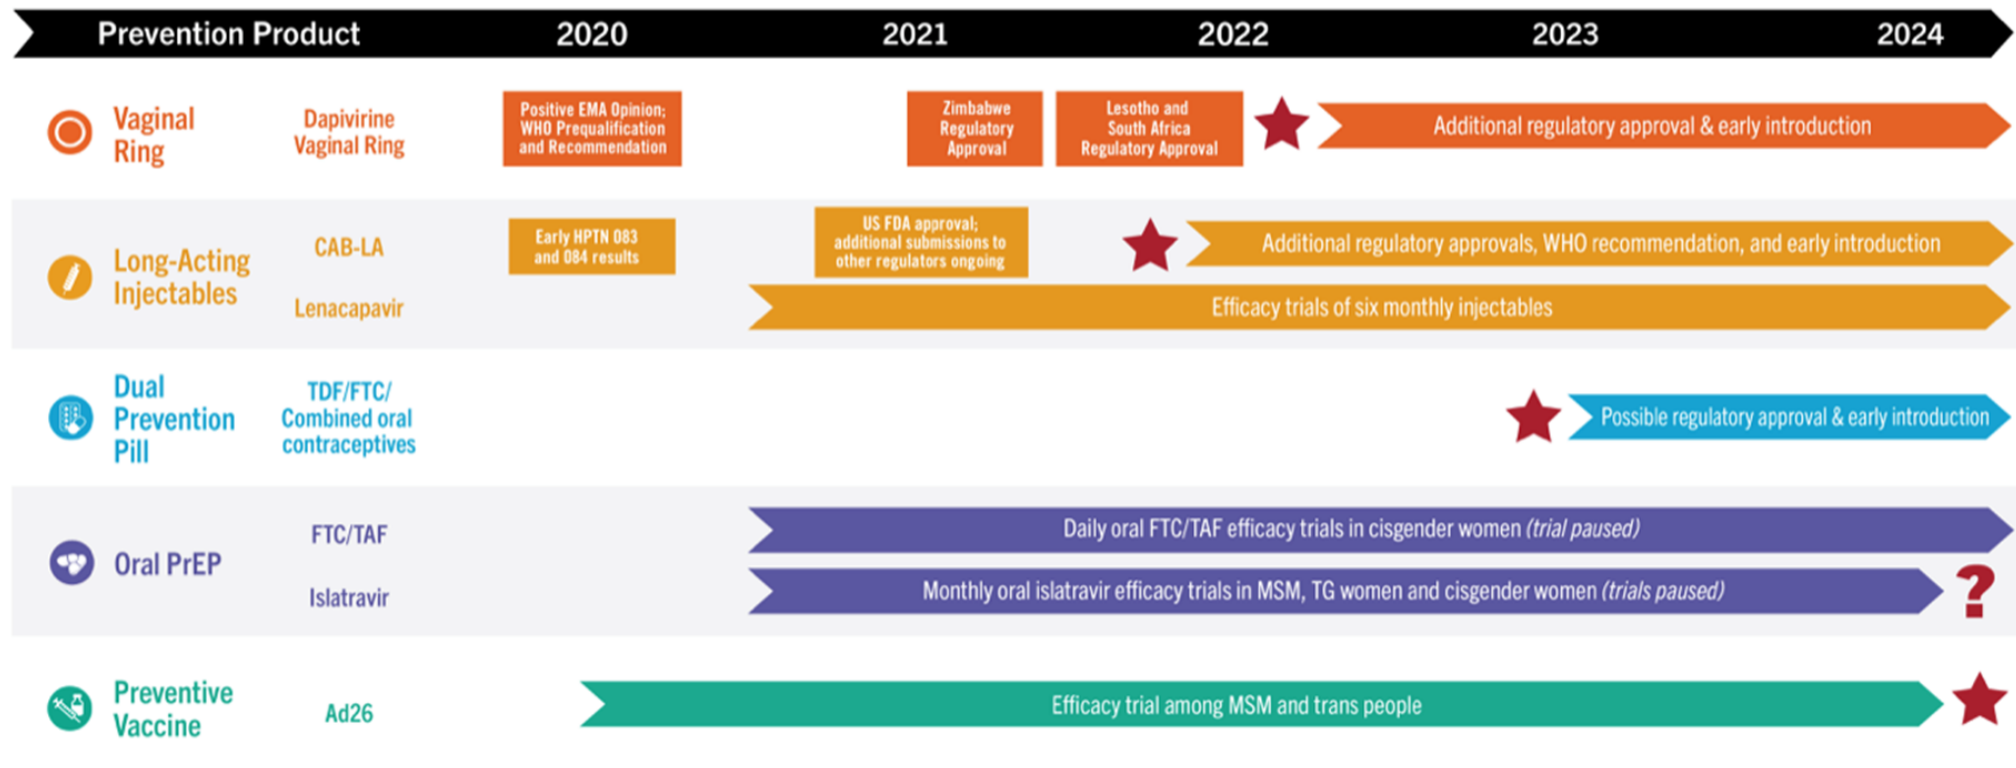 Prevention Product 2020 2021 2022 2023 2024
Vaginal
Ring
Dapivirine
Vaginal Ring
Positive EMA Opinion;
WHO Prequalification
and Recommendation
Zimbabwe
Regulatory
Approval
Lesotho and
South Africa
Regulatory Approval
Additional regulatory approval & early introduction
Long-Acting
Injectables
CAB-LA
Early HPTN 083
and 084 results
US FDA approval;
additional submissions to
other regulators ongoing
Additional regulatory approvals, WHO recommendation, and early introduction
Lenacapavir
Efficacy trials of six monthly injectables
Dual
Prevention
Pill
TDF/FTC/
Combined oral
contraceptives
Possible regulatory approval & early introduction
Oral PrEP
FTC/TAF
Daily oral FTC/TAF efficacy trials in cisgender women (trial paused)
Islatravir
Monthly oral islatravir efficacy trials in MSM, TG women and cisgender women (trials paused)
?
Preventive
Vaccine
Ad26
Efficacy trial among MSM and trans people